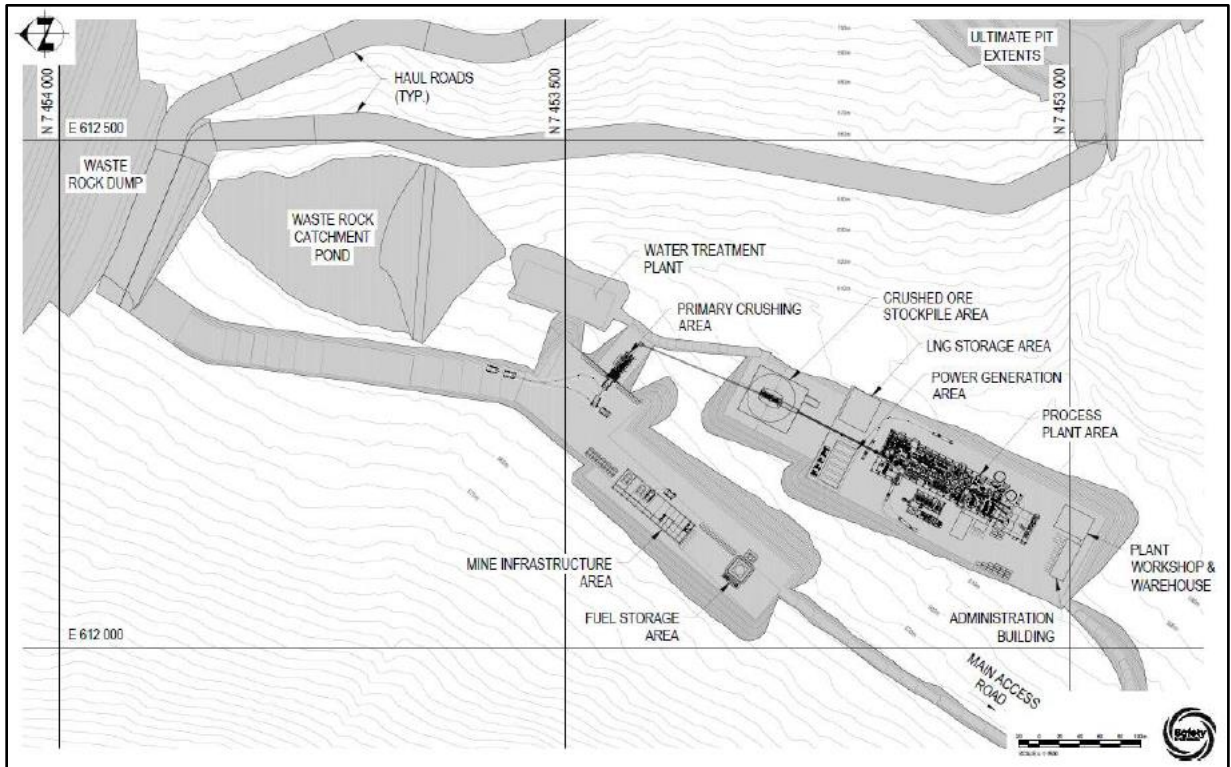 ULTIMATE PIT
EXTENTS
HAUL ROADS
(TYP.)
N 7 454 000
N 7 453 500
N 7 453 000
E 612 500
WASTE
ROCK DUMP
WASTE ROCK
CATCHMENT
POND
WATER TREATMENT
PLANT
PRIMARY CRUSHING
AREA
CRUSHED ORE
STOCKPILE AREA
LNG STORAGE AREA
POWER GENERATION
AREA
PROCESS
PLANT AREA
MINE INFRASTRUCTURE
AREA
PLANT
WORKSHOP &
WAREHOUSE
FUEL STORAGE
AREA
ADMINISTRATION
BUILDING
E 612 000
MAIN ACCESS
ROAD
Safety